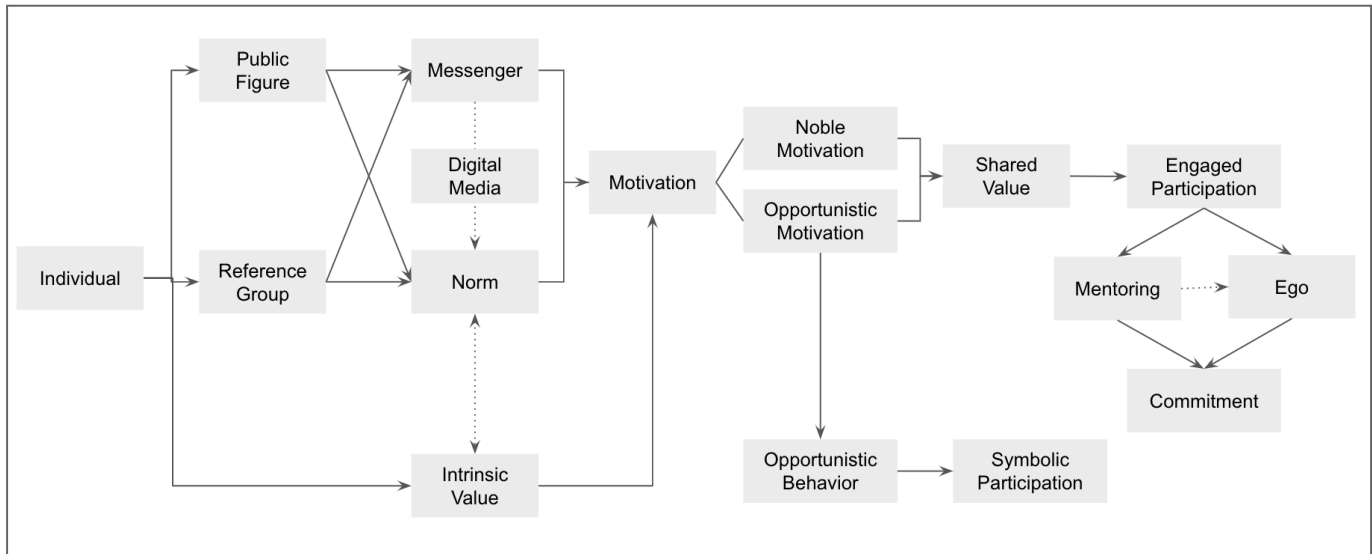 Public
Figure
Messenger
Digital
Media
Noble
Motivation
Motivation
Shared
Value
Engaged
Participation
Opportunistic
Motivation
Individual
Reference
Group
Norm
Mentoring
Ego
Commitment
Intrinsic
Value
Opportunistic
Behavior
Symbolic
Participation